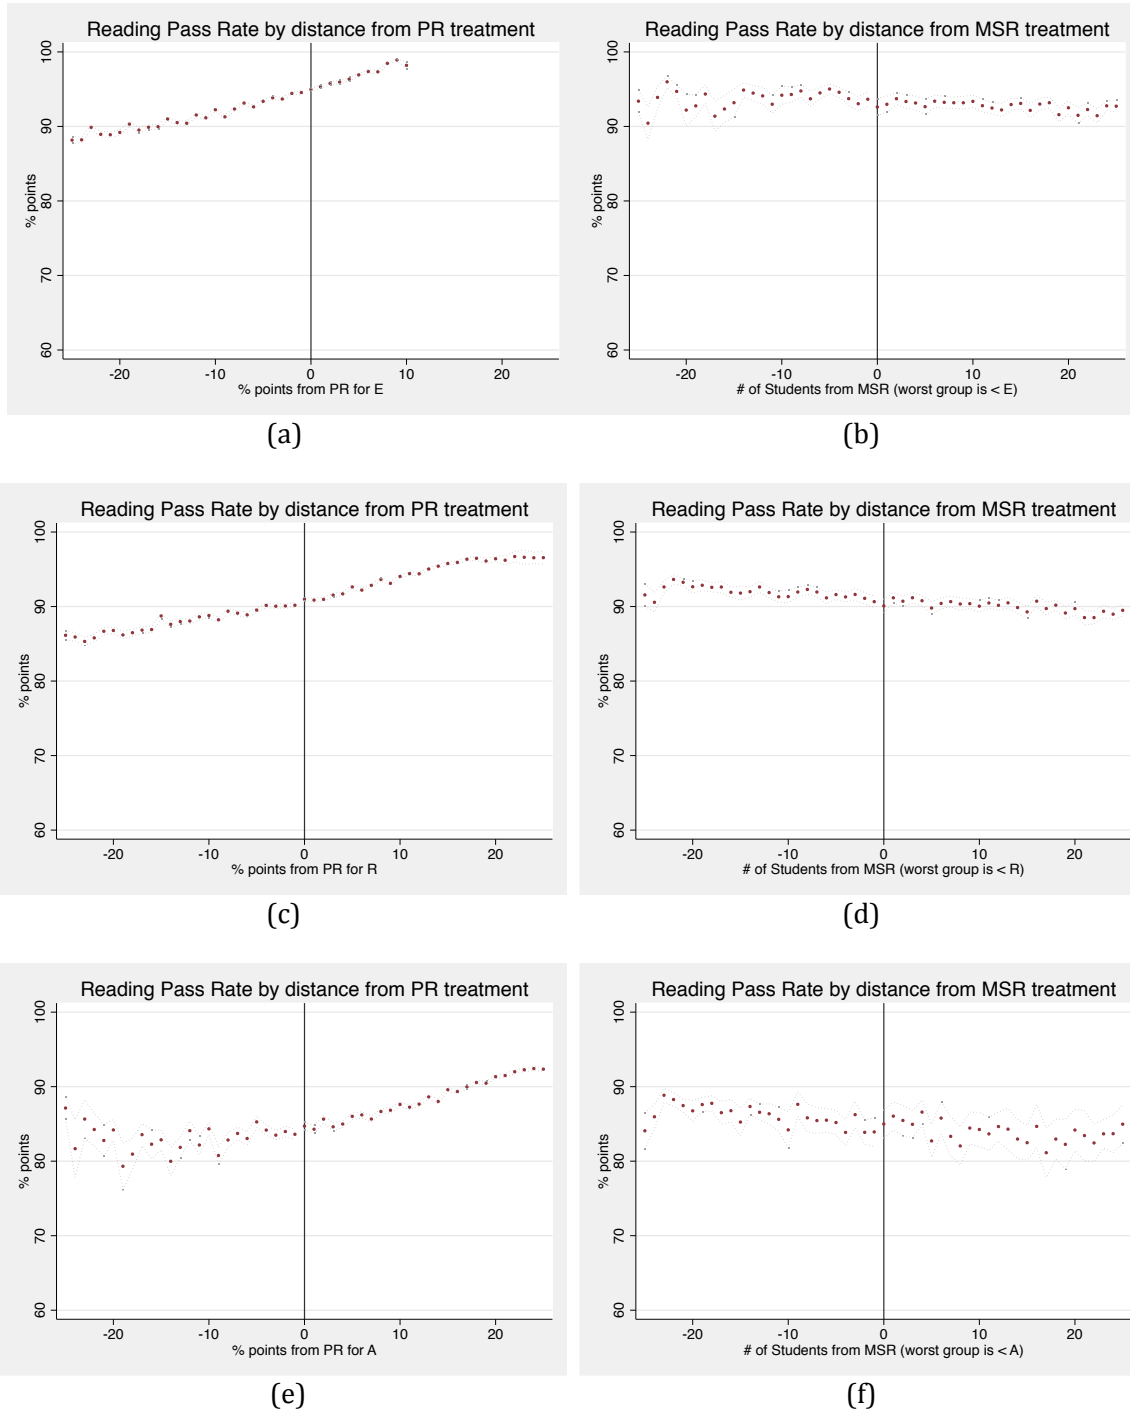 Reading Pass Rate by distance from PR treatment
% points
100
90
80
70
60
-20
-10
0
10
20
% points from PR for E
(a)
Reading Pass Rate by distance from MSR treatment
% points
100
90
80
70
60
-20
-10
0
10
20
# of Students from MSR (worst group is < E)
(b)
Reading Pass Rate by distance from PR treatment
% points
100
90
80
70
60
-20
-10
0
10
20
% points from PR for R
(c)
Reading Pass Rate by distance from MSR treatment
% points
100
90
80
70
60
-20
-10
0
10
20
# of Students from MSR (worst group is < R)
(d)
Reading Pass Rate by distance from PR treatment
% points
100
90
80
70
60
-20
-10
0
10
20
% points from PR for A
(e)
Reading Pass Rate by distance from MSR treatment
% points
100
90
80
70
60
-20
-10
0
10
20
# of Students from MSR (worst group is < A)
(f)